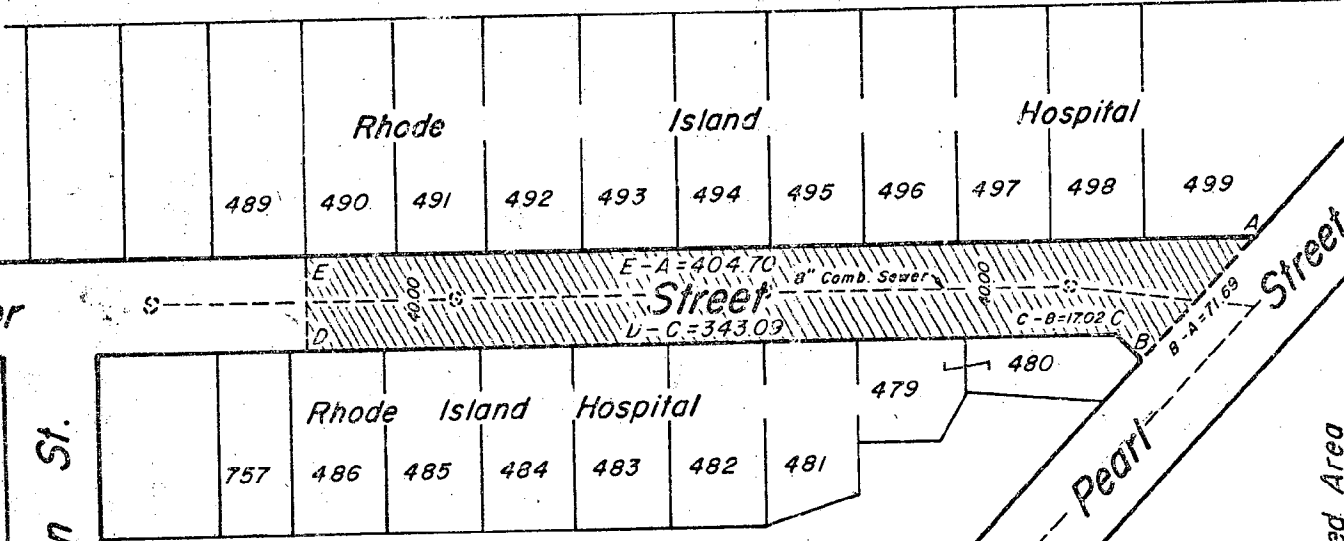 Rhode Island Hospital
489 490 491 492 493 494 495 496 497 498 499
A
E
E-A=404.70
40.00
Street
8" Comb. Sewer
40.00
D
D-C=343.09
C-B=17.02 C
B
B-A=71.69
Street
Pearl
479
480
Rhode Island Hospital
757 486 485 484 483 482 481
St.
Area